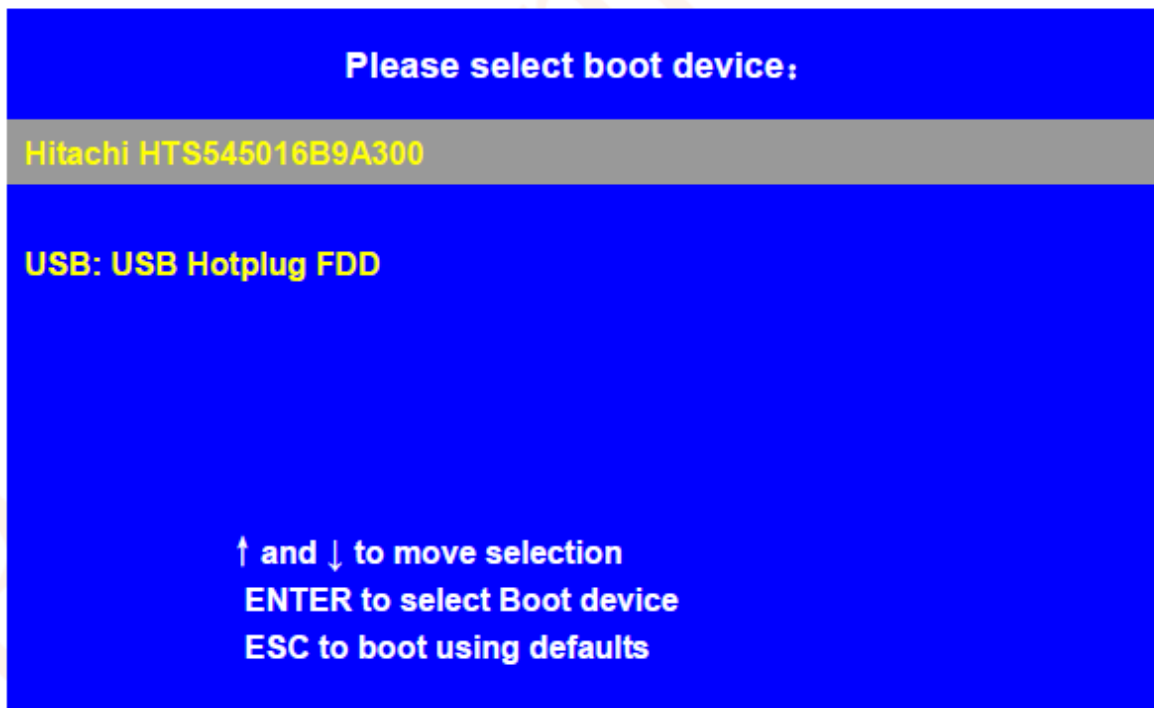 Please select boot device：
Hitachi HTS545016B9A300
USB: USB Hotplug FDD
↑ and ↓ to move selection
ENTER to select Boot device
ESC to boot using defaults